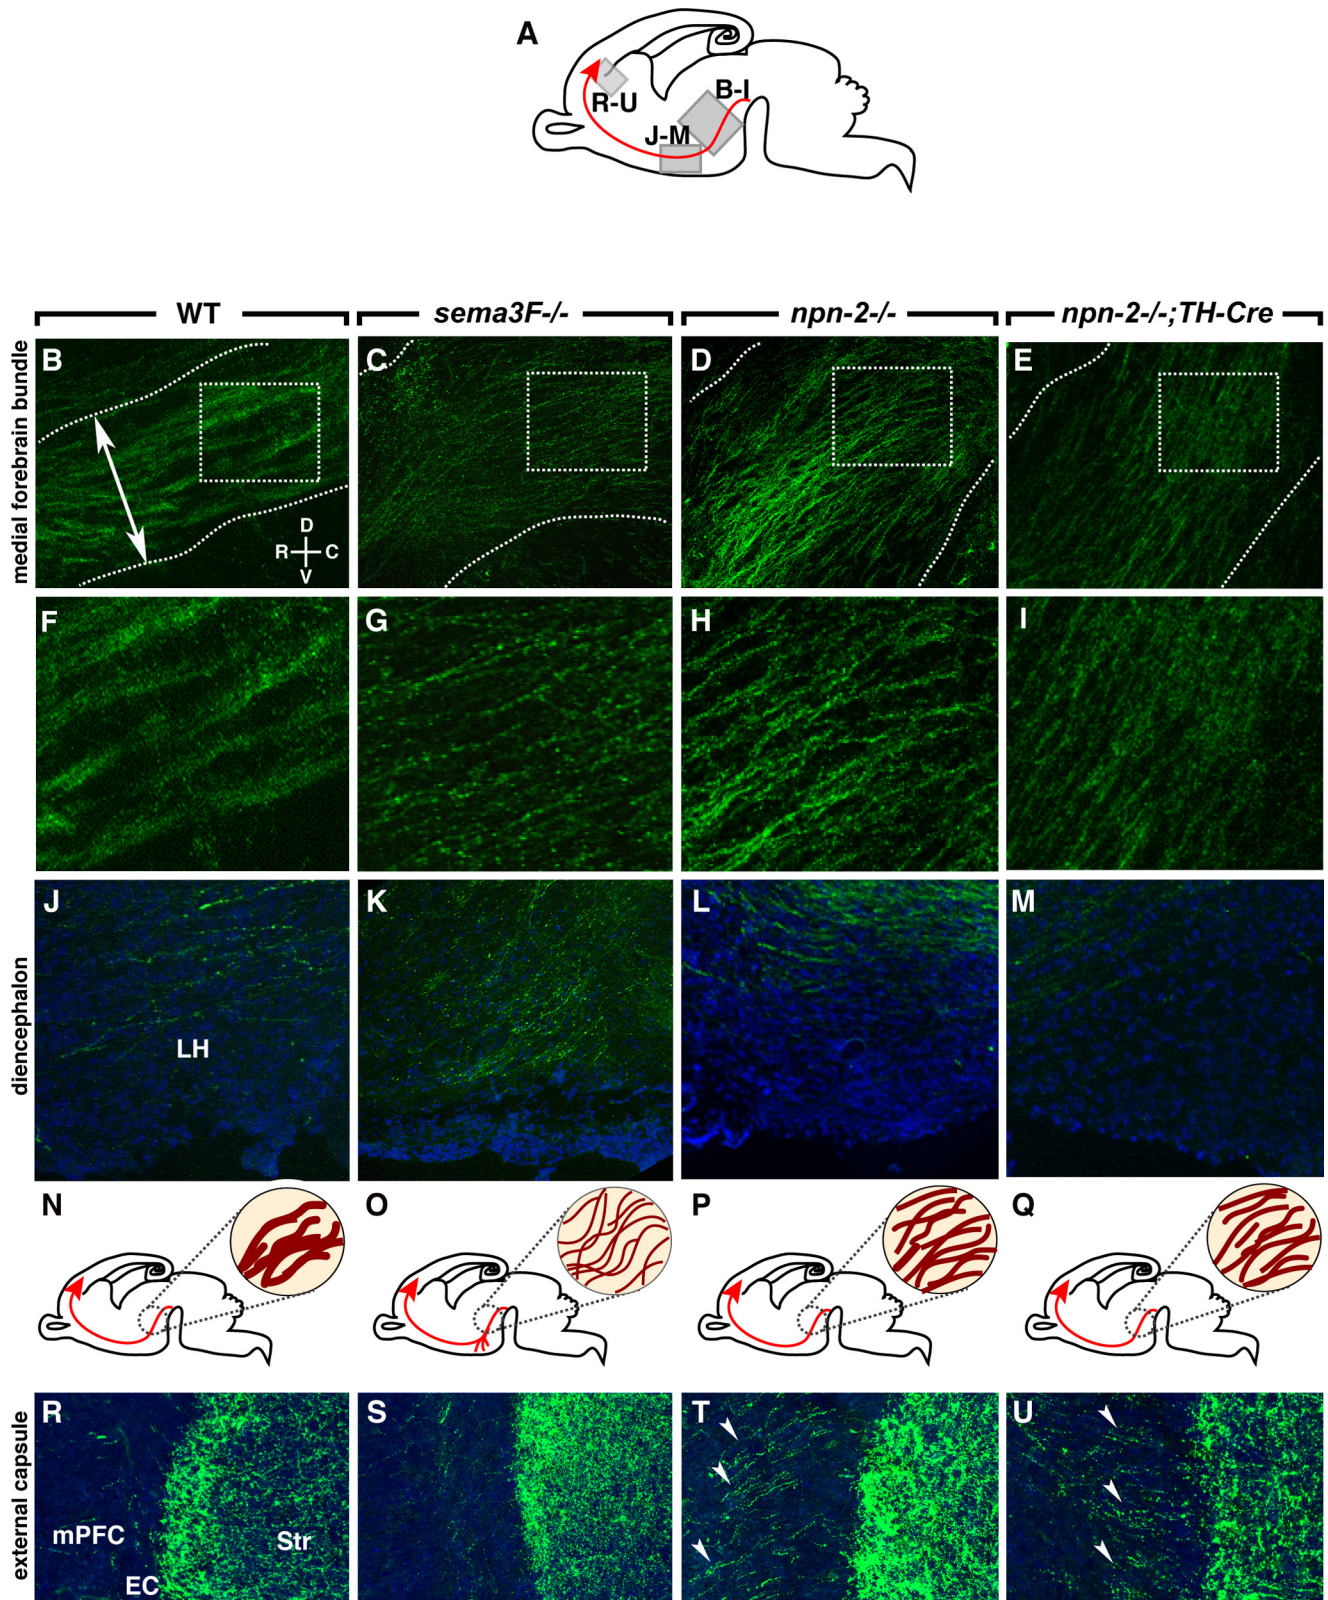 A
B-I
R-U
J-M
WT
sema3F-/-
npn-2-/-
npn-2-/-;TH-Cre
medial forebrain bundle
B
C
D
E
D
R
C
V
F
G
H
I
diencephalon
J
K
L
M
LH
N
O
P
Q
external capsule
R
S
T
U
mPFC
Str
EC